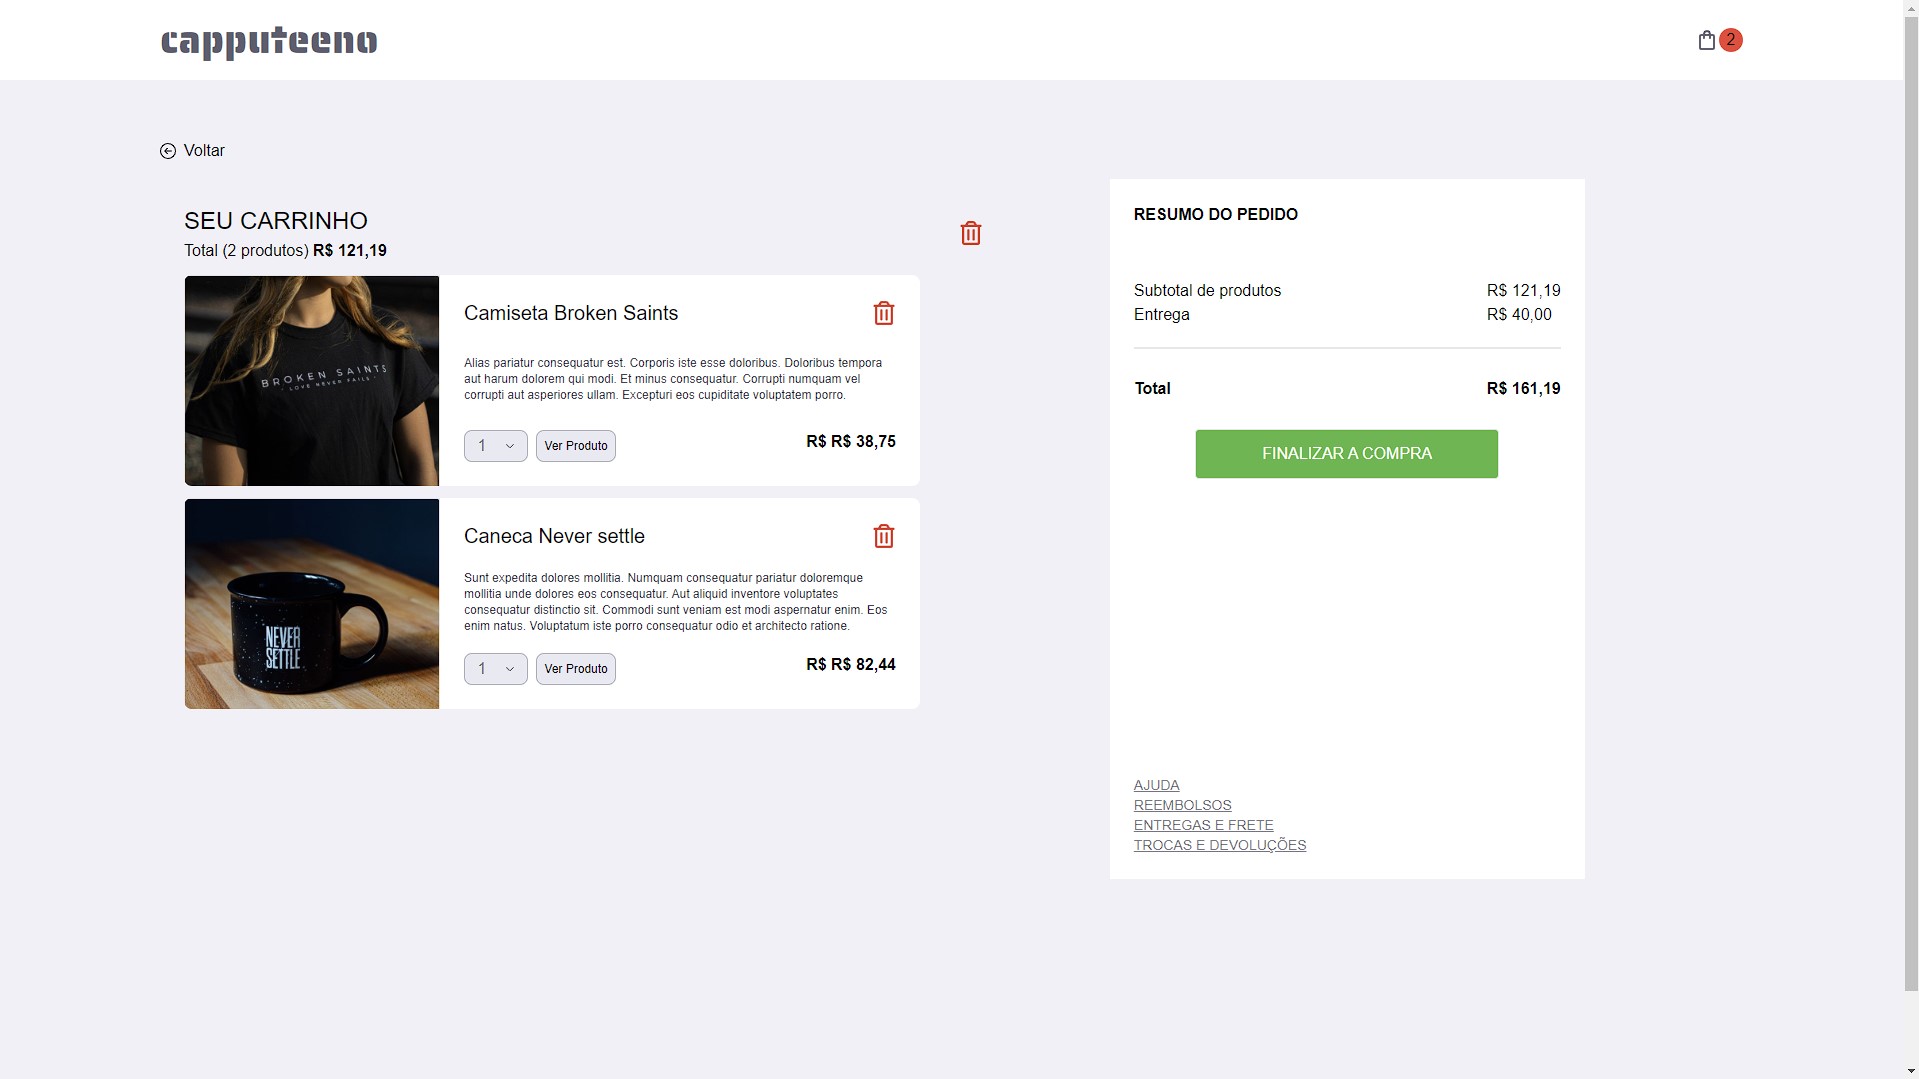 capputeeno
2
Voltar
SEU CARRINHO
Total (2 produtos) R$ 121,19
BROKEN SAINTS
- LOVE NEVER FAILS -
Camiseta Broken Saints
Alias pariatur consequatur est. Corporis iste esse doloribus. Doloribus tempora
aut harum dolorem qui modi. Et minus consequatur. Corrupti numquam vel
corrupti aut asperiores ullam. Excepturi eos cupiditate voluptatem porro.
1
Ver Produto
R$ R$ 38,75
NEVER
SETTLE
Caneca Never settle
Sunt expedita dolores mollitia. Numquam consequatur pariatur doloremque
mollitia unde dolores eos consequatur. Aut aliquid inventore voluptates
consequatur distinctio sit. Commodi sunt veniam est modi aspernatur enim. Eos
enim natus. Voluptatum iste porro consequatur odio et architecto ratione.
1
Ver Produto
R$ R$ 82,44
RESUMO DO PEDIDO
Subtotal de produtos R$ 121,19
Entrega R$ 40,00
Total R$ 161,19
FINALIZAR A COMPRA
AJUDA
REEMBOLSOS
ENTREGAS E FRETE
TROCAS E DEVOLUÇÕES